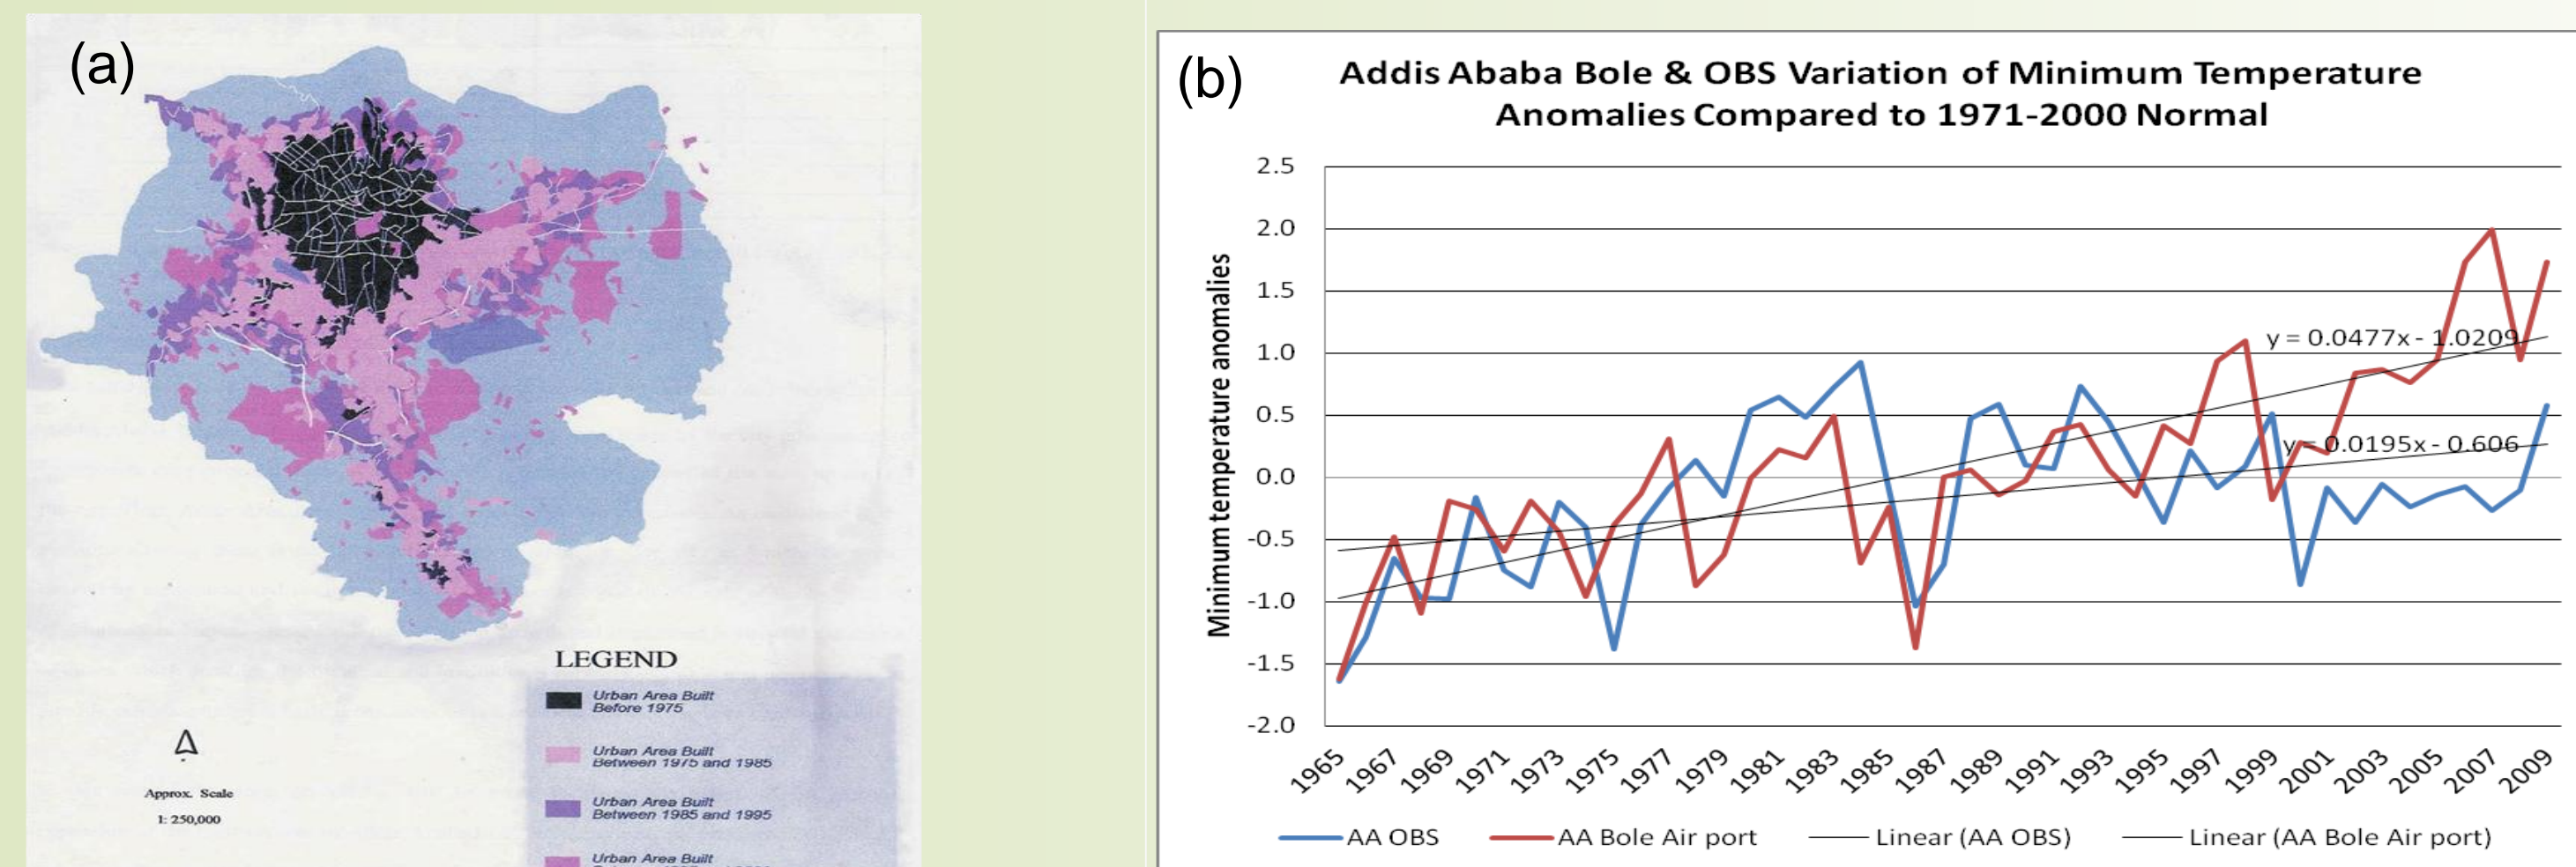 (a)
LEGEND
Urban Area Built
Before 1975
Urban Area Built
Between 1975 and 1985
Urban Area Built
Between 1985 and 1995
Urban Area Built
Approx. Scale
1: 250,000
(b)
Addis Ababa Bole & OBS Variation of Minimum Temperature
Anomalies Compared to 1971-2000 Normal
Minimum temperature anomalies
2.5
2.0
1.5
1.0
0.5
0.0
-0.5
-1.0
-1.5
-2.0
y = 0.0477x - 1.0209
y = 0.0195x - 0.606
1965 1967 1969 1971 1973 1975 1977 1979 1981 1983 1985 1987 1989 1991 1993 1995 1997 1999 2001 2003 2005 2007 2009
AA OBS AA Bole Air port Linear (AA OBS) Linear (AA Bole Air port)